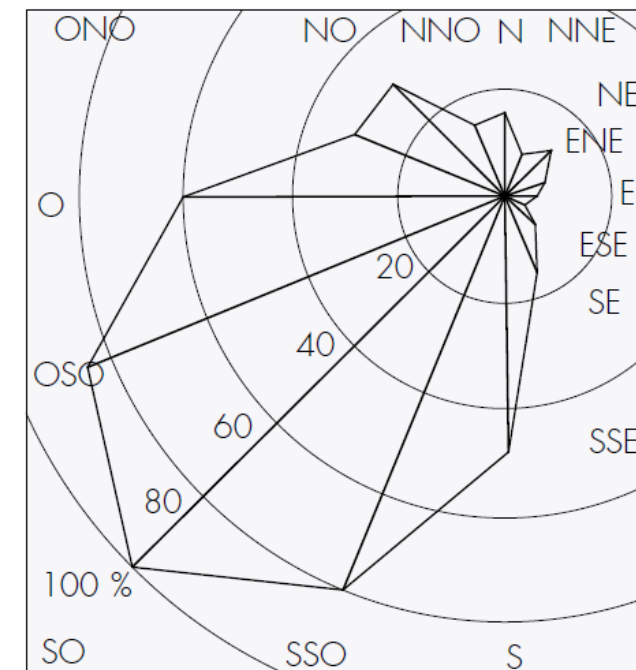 ONO NO NNO N NNE
NE
ENE
O E
ESE
20
SE
40
OSO
60
SSE
80
100 %
SO SSO S